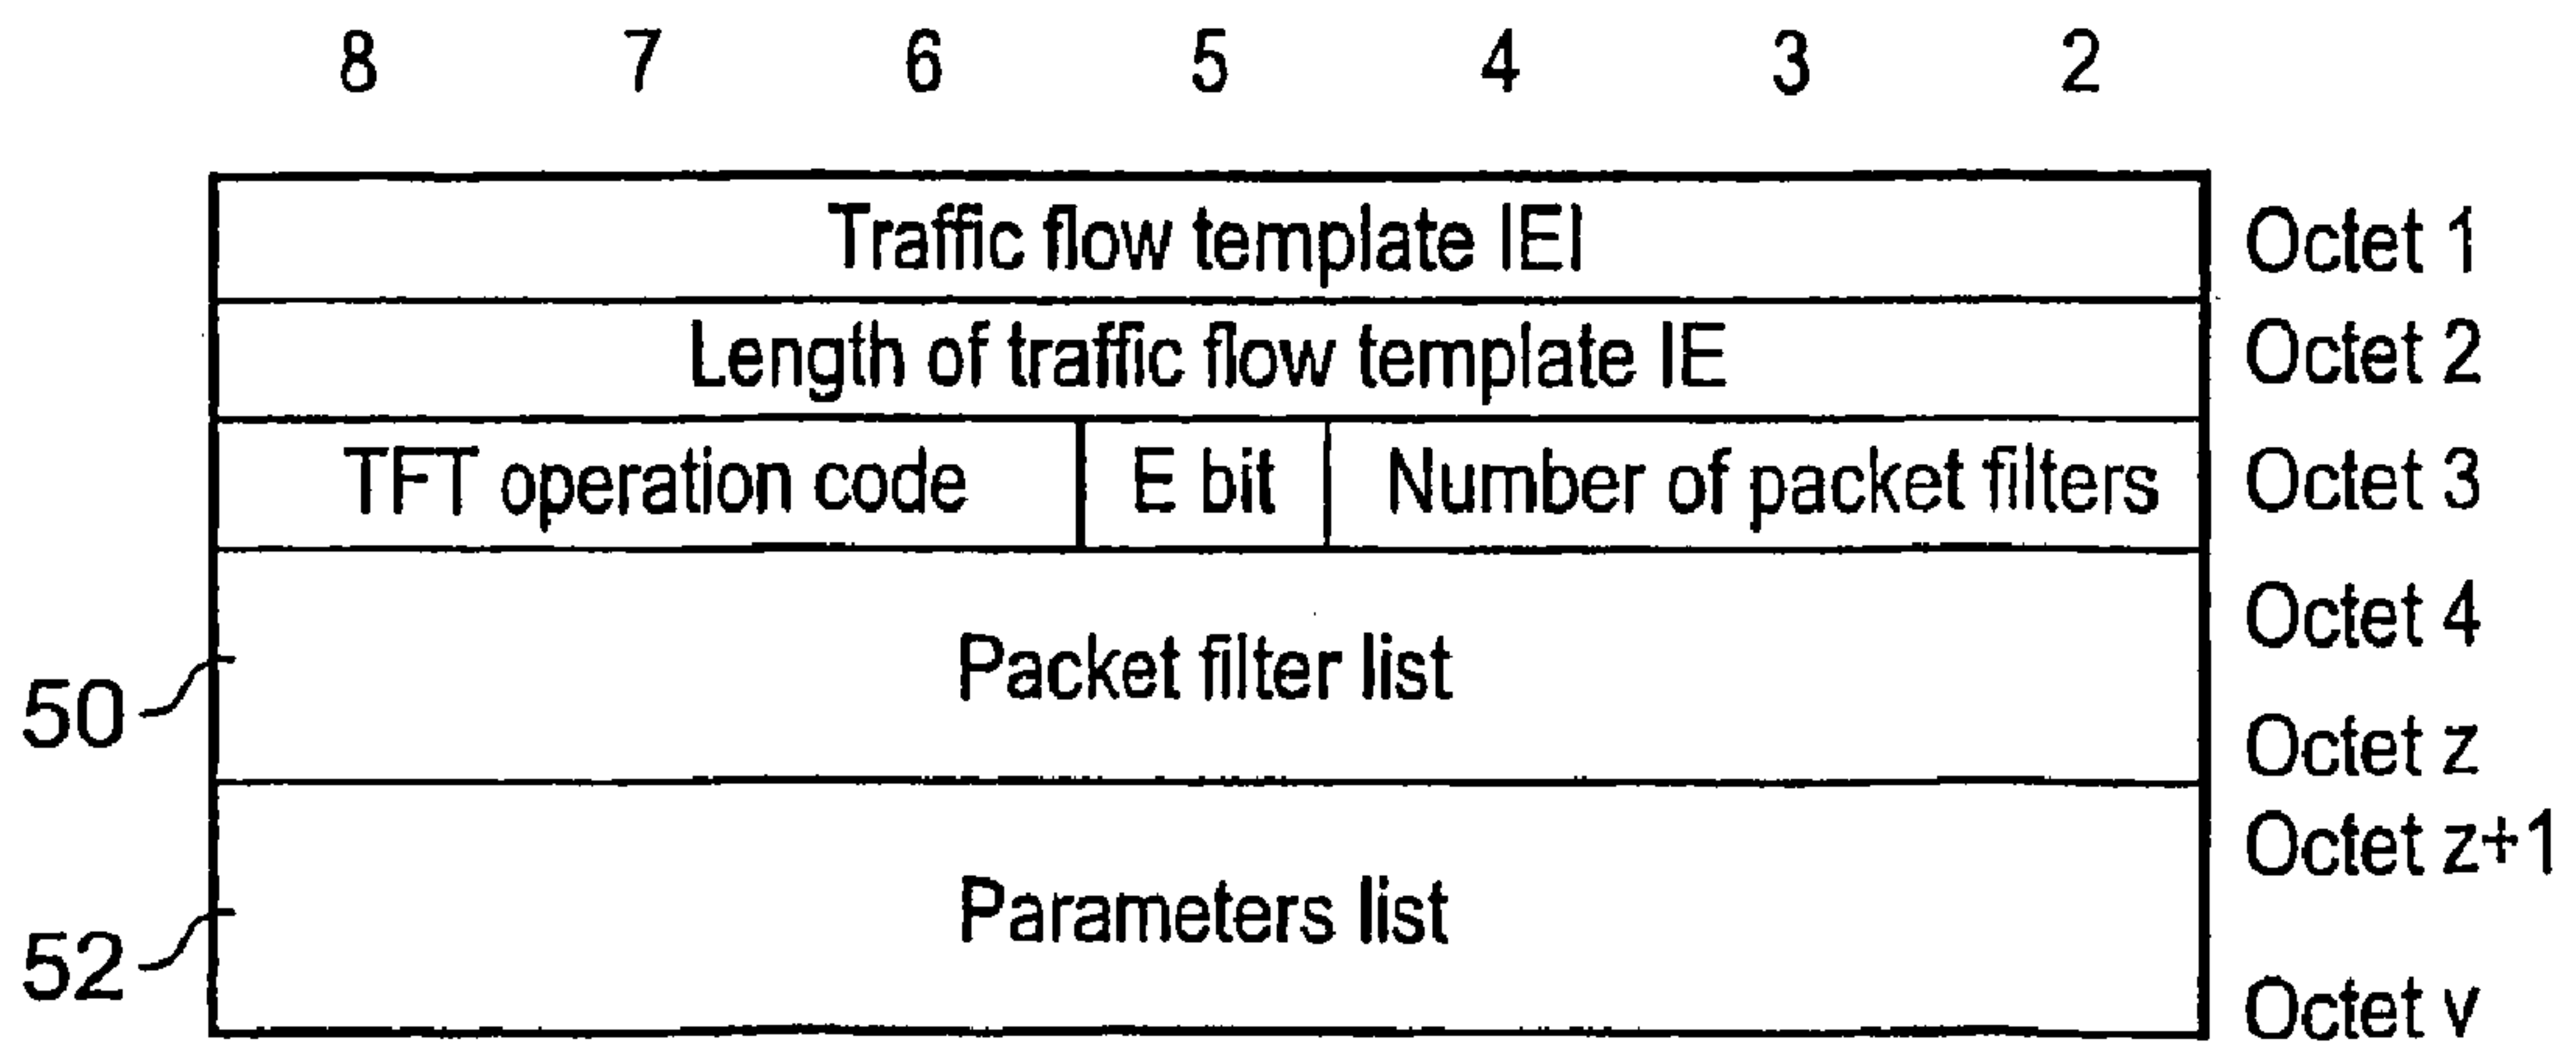 8 7 6 5 4 3 2
Traffic flow template IEI Octet 1
Length of traffic flow template IE Octet 2
TFT operation code E bit Number of packet filters Octet 3
Octet 4
50 Packet filter list
Octet z
Octet z+1
52 Parameters list
Octet v